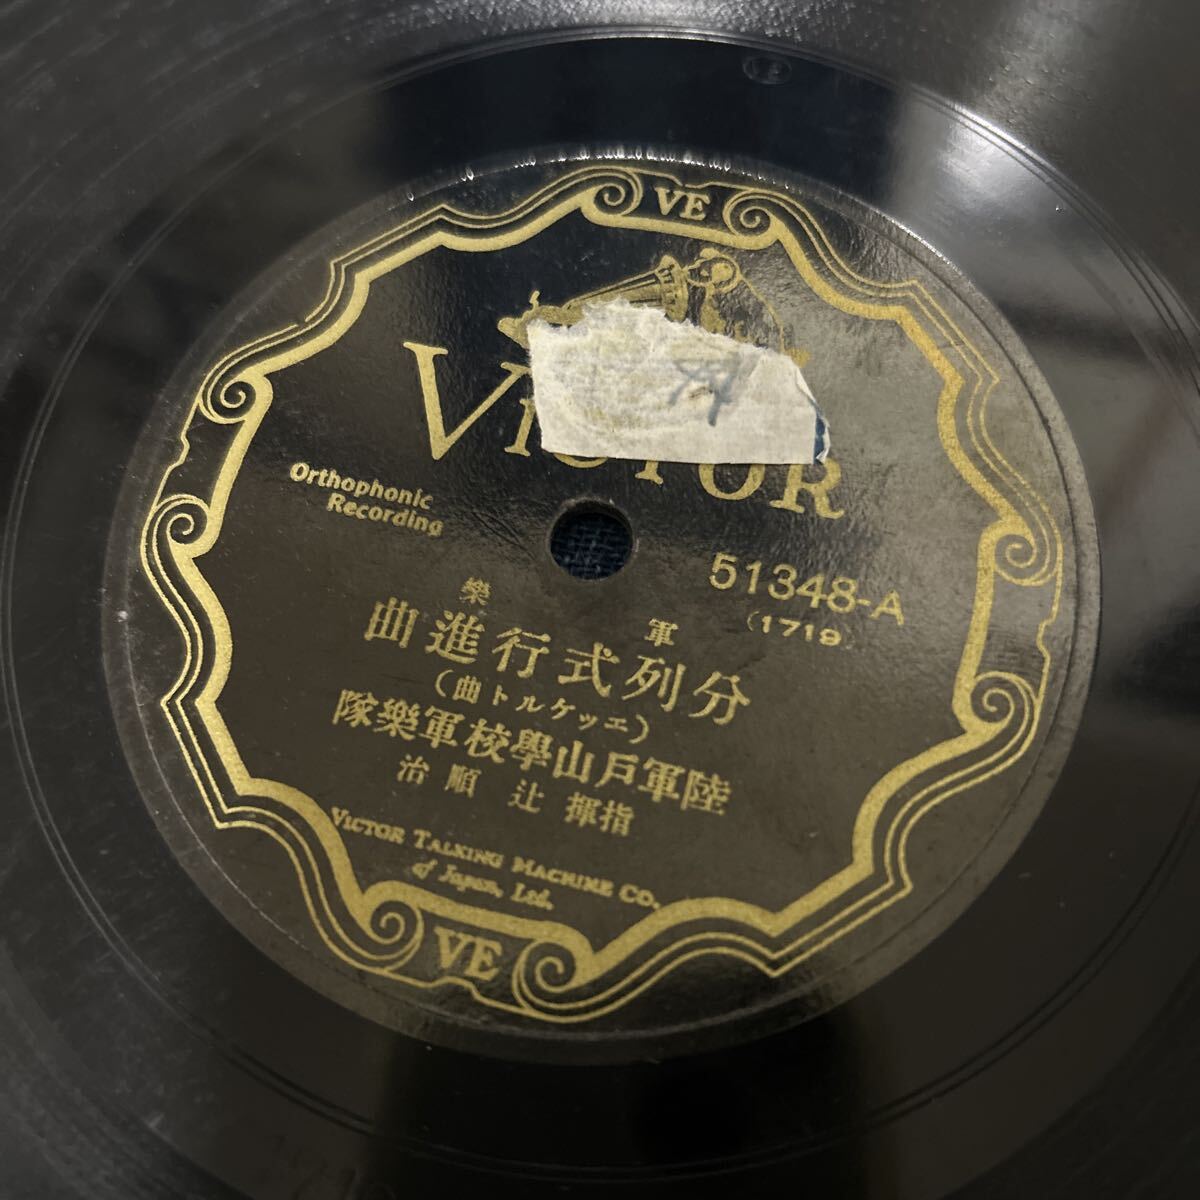 VE
VICTOR
Orthophonic
Recording
51348-A
(1719)
軍樂
分列式行進曲
(エッケルト曲)
陸軍戸山學校軍樂隊
指揮 辻順治
VICTOR TALKING MACHINE CO.
of Japan, Ltd.
VE